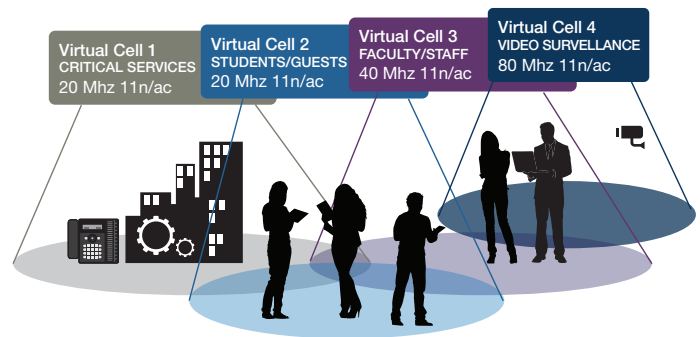 Virtual Cell 1
CRITICAL SERVICES
20 Mhz 11n/ac
Virtual Cell 2
STUDENTS/GUESTS
20 Mhz 11n/ac
Virtual Cell 3
FACULTY/STAFF
40 Mhz 11n/ac
Virtual Cell 4
VIDEO SURVELLANCE
80 Mhz 11n/ac